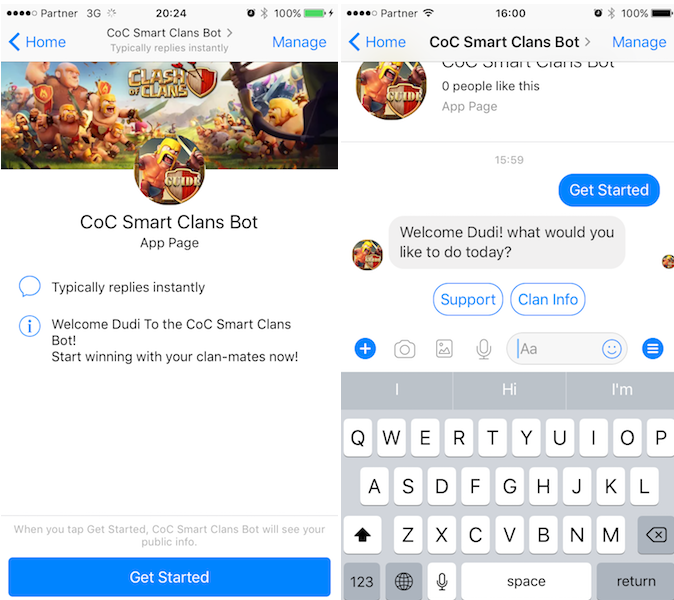 Partner 3G 20:24 100%
Home CoC Smart Clans Bot Manage
Typically replies instantly
CLASH
OF CLANS
GUIDE
CoC Smart Clans Bot
App Page
Typically replies instantly
Welcome Dudi To the CoC Smart Clans
Bot!
Start winning with your clan-mates now!
When you tap Get Started, CoC Smart Clans Bot will see your
public info.
Get Started
Partner 16:00 100%
Home CoC Smart Clans Bot Manage
CoC Smart Clans Bot
GUIDE
0 people like this
App Page
15:59
Get Started
Welcome Dudi! what would you
like to do today?
Support Clan Info
Aa
I Hi I'm
Q W E R T Y U I O P
A S D F G H J K L
Z X C V B N M
123 space return